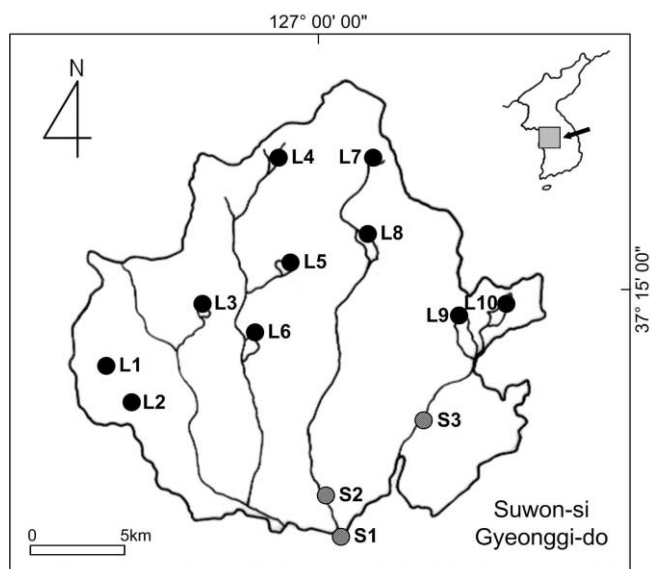 127° 00' 00"
N
L4
L7
L8
L5
37° 15' 00"
L3
L10
L9
L6
L1
L2
S3
S2
Suwon-si
Gyeonggi-do
S1
0 5km